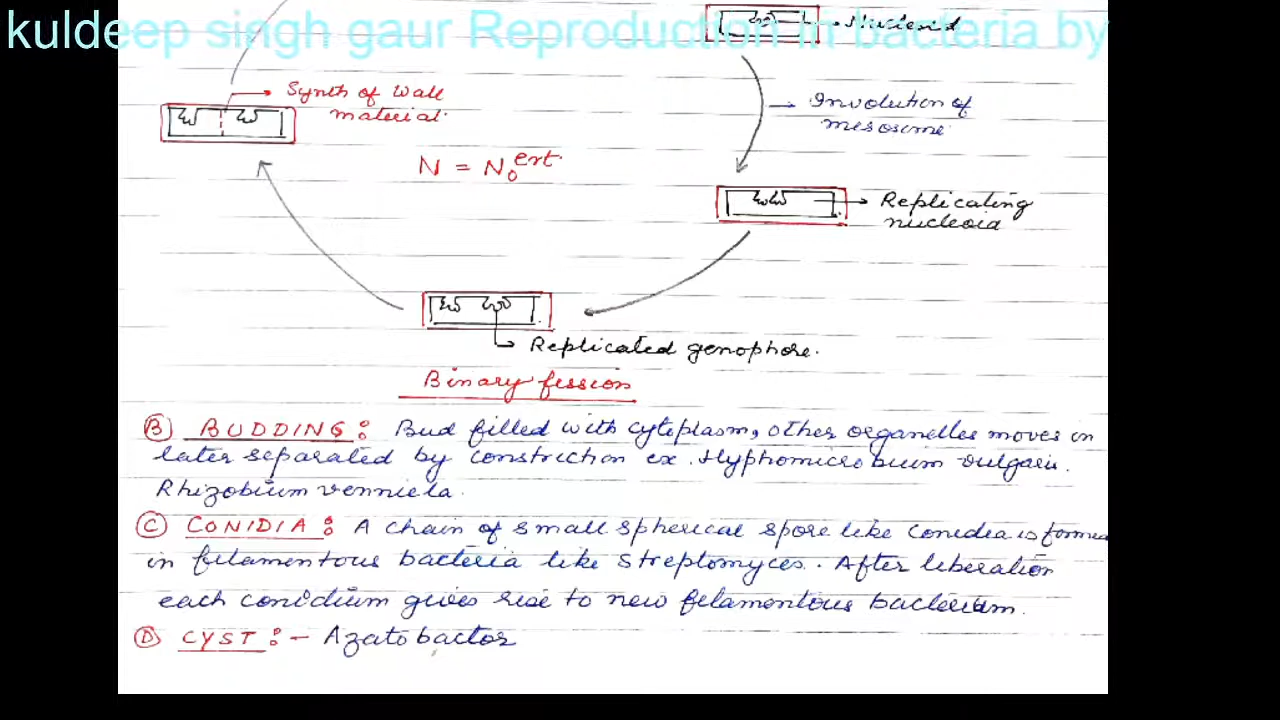 kuldeep singh gaur Reproduction in bacteria by
Nucleoid
Synth of wall
material.
Involution of
mesosome
N = N₀ ert.
Replicating
nucleoid
Replicated genophore.
Binary fission
B) BUDDING: Bud filled with cytoplasm, other organelles moves in
later separated by constriction ex. Hyphomicrobium
Rhizobium
C) CONIDIA: A chain of small spherical spore like conidia is formed
in filamentous bacteria like Streptomyces. After liberation
each conidium gives rise to new filamentous bacterium.
D) CYST: - Azatobactor